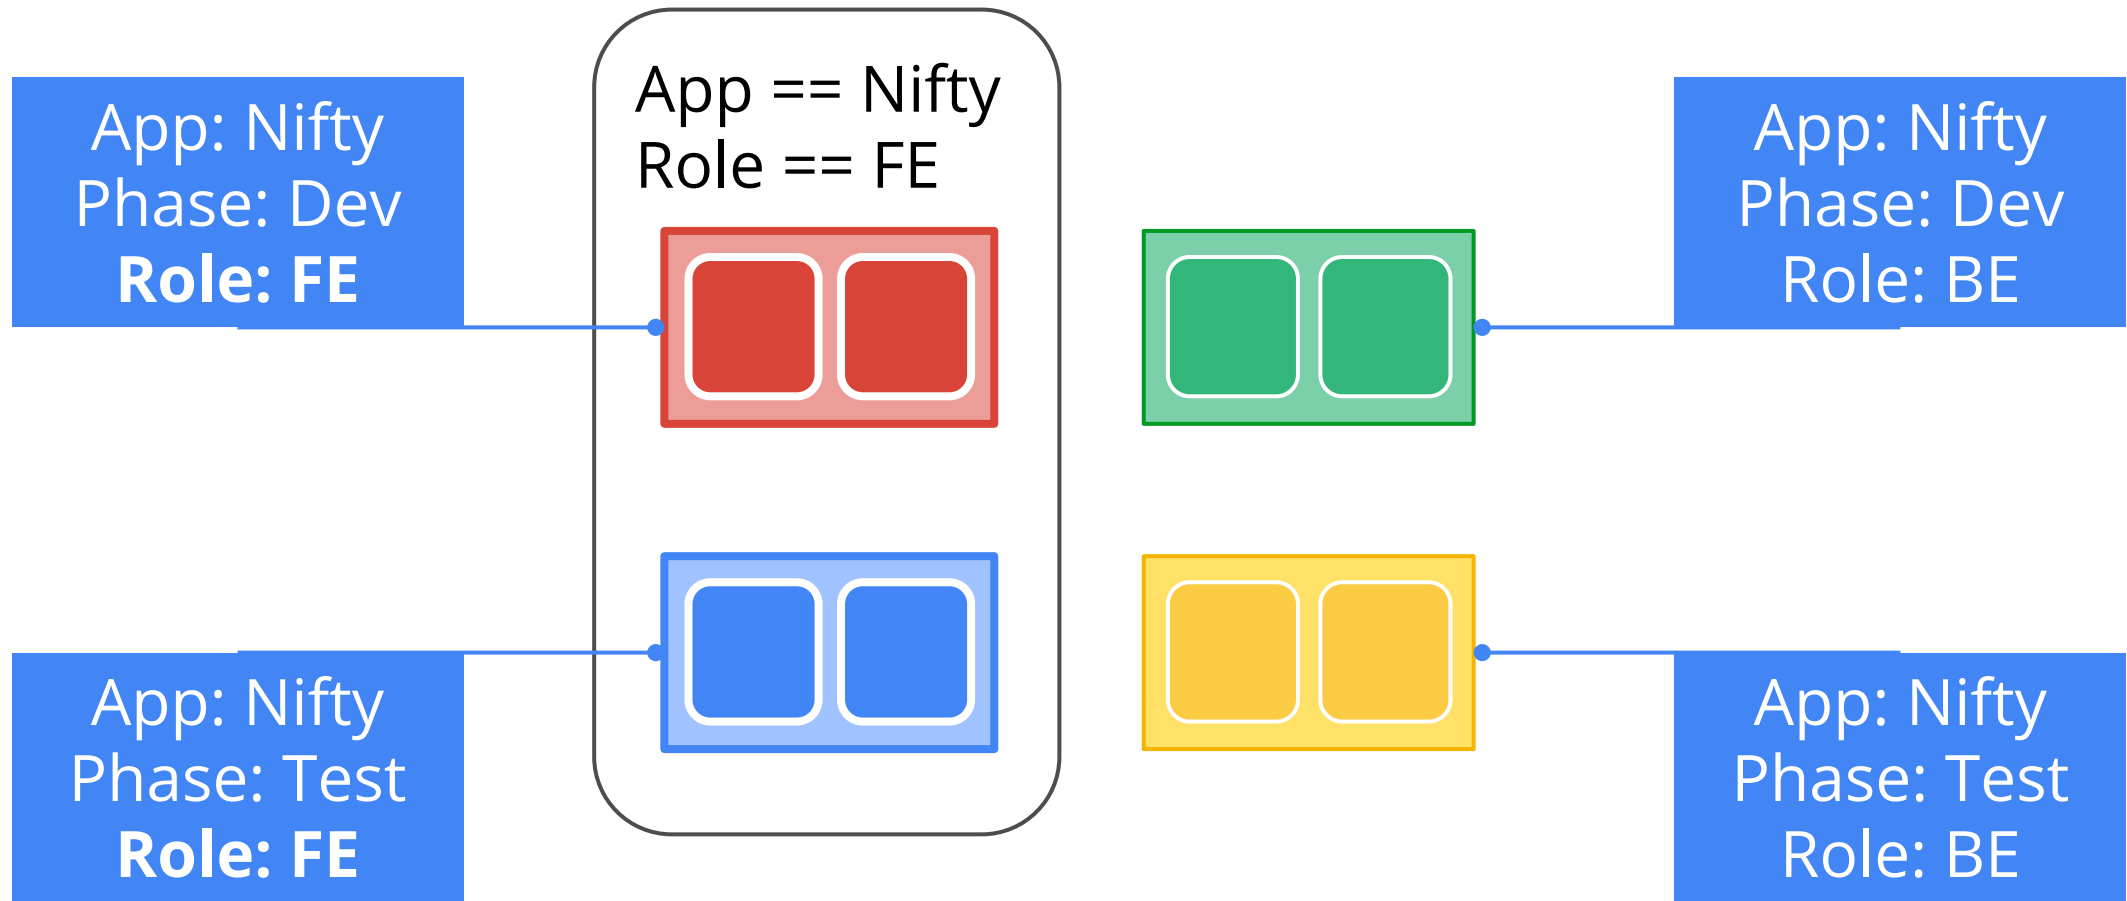 App: Nifty
Phase: Dev
Role: FE
App == Nifty
Role == FE
App: Nifty
Phase: Dev
Role: BE
App: Nifty
Phase: Test
Role: FE
App: Nifty
Phase: Test
Role: BE